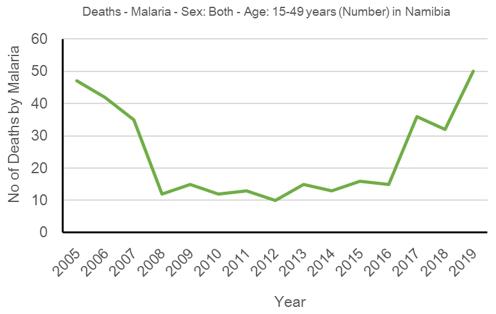 Deaths - Malaria - Sex: Both - Age: 15-49 years (Number) in Namibia
No of Deaths by Malaria
60
50
40
30
20
10
0
2005 2006 2007 2008 2009 2010 2011 2012 2013 2014 2015 2016 2017 2018 2019
Year